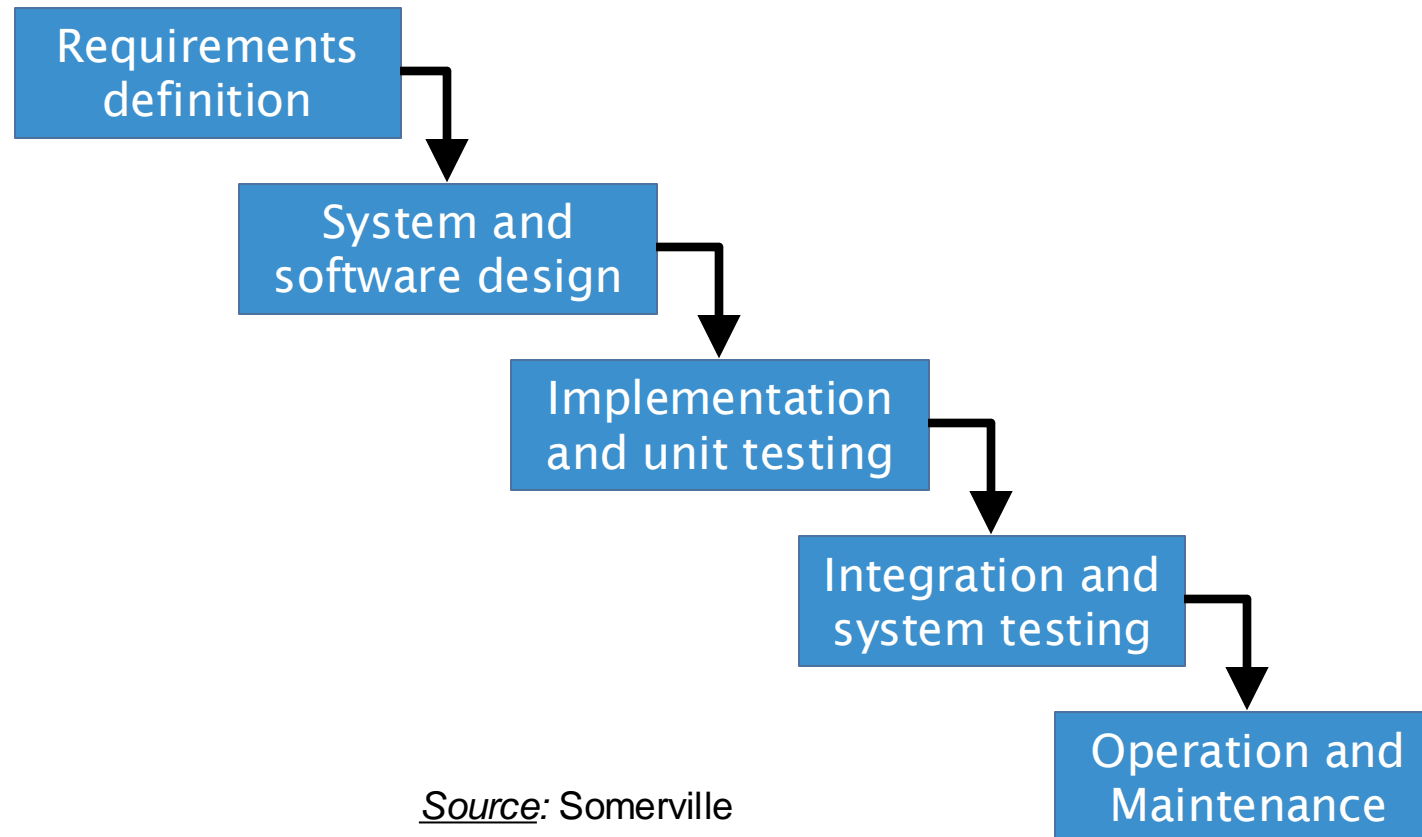 Requirements
definition
System and
software design
Implementation
and unit testing
Integration and
system testing
Operation and
Maintenance
Source: Somerville